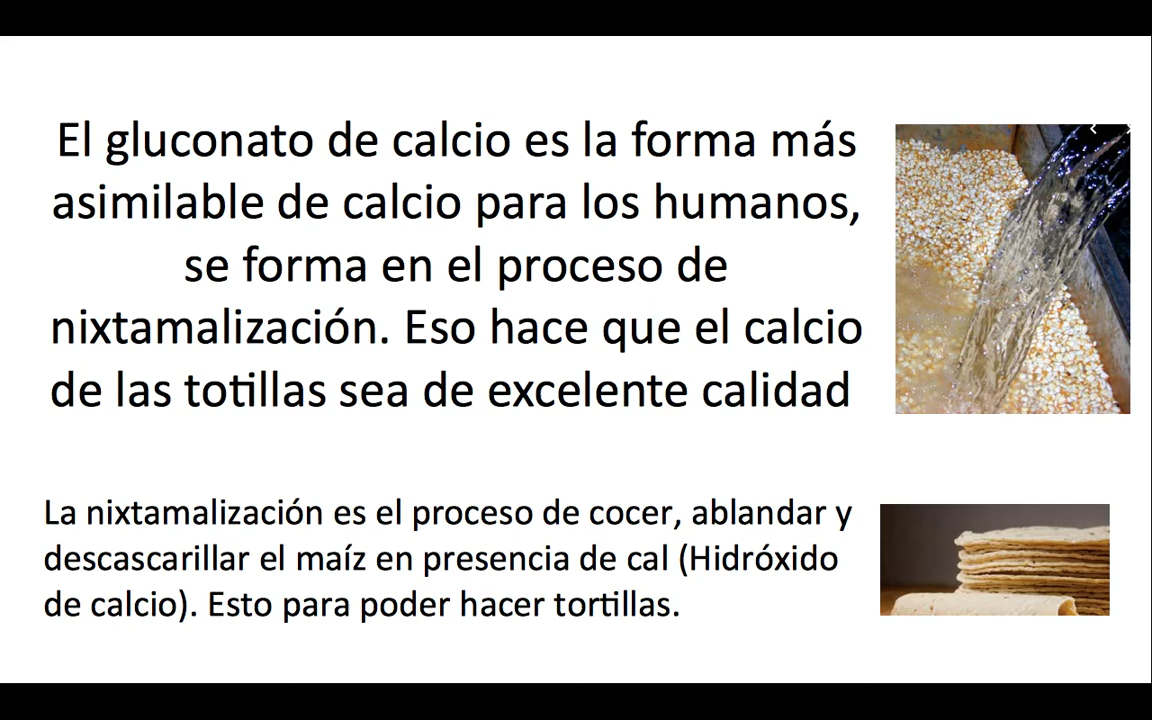 El gluconato de calcio es la forma más
asimilable de calcio para los humanos,
se forma en el proceso de
nixtamalización. Eso hace que el calcio
de las totillas sea de excelente calidad
La nixtamalización es el proceso de cocer, ablandar y
descascarillar el maíz en presencia de cal (Hidróxido
de calcio). Esto para poder hacer tortillas.